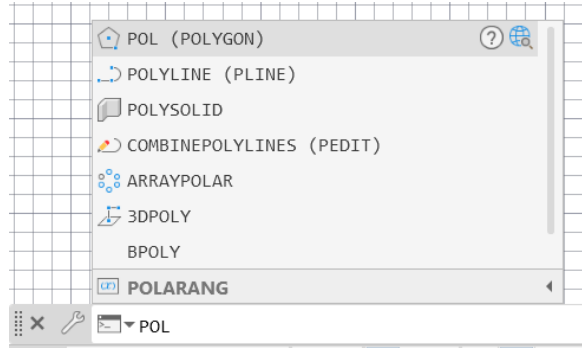 POL (POLYGON)
POLYLINE (PLINE)
POLYSOLID
COMBINEPOLYLINES (PEDIT)
ARRAYPOLAR
3DPOLY
BPOLY
POLARANG
POL